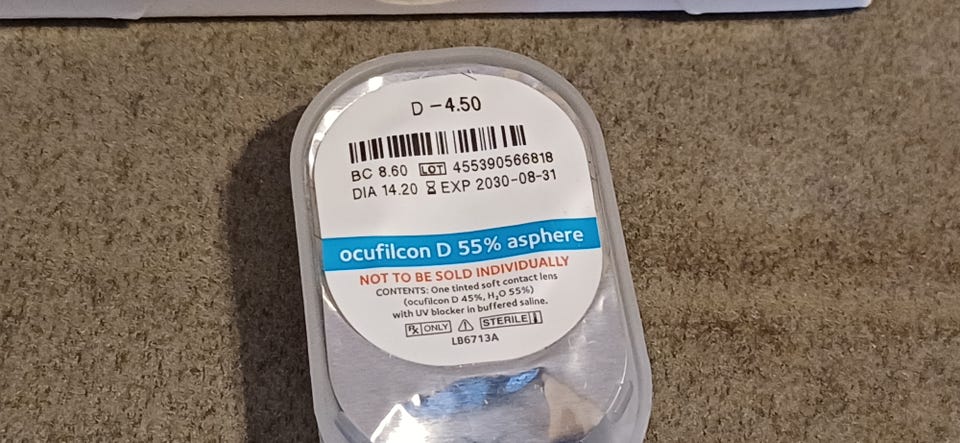 D -4.50
BC 8.60 LOT 455390566818
DIA 14.20 EXP 2030-08-31
ocufilcon D 55% asphere
NOT TO BE SOLD INDIVIDUALLY
CONTENTS: One tinted soft contact lens
(ocufilcon D 45%, H₂O 55%)
with UV blocker in buffered saline.
Rx ONLY STERILE
LB6713A